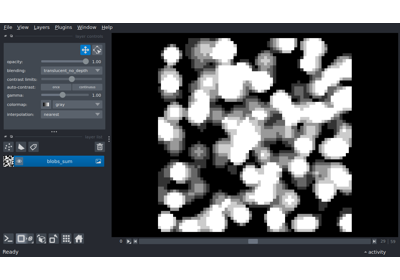 File View Layers Plugins Window Help
opacity: 1.00
blending: translucent_no_depth
contrast limits:
auto-contrast: once continuous
gamma: 1.00
colormap: gray
interpolation: nearest
blobs_sum
Ready
activity